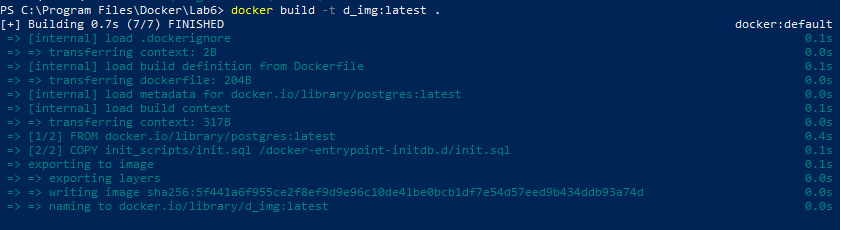 PS C:\Program Files\Docker\Lab6> docker build -t d_img:latest .
[+] Building 0.7s (7/7) FINISHED docker:default
=> [internal] load .dockerignore 0.1s
=> => transferring context: 2B 0.0s
=> [internal] load build definition from Dockerfile 0.1s
=> => transferring dockerfile: 204B 0.0s
=> [internal] load metadata for docker.io/library/postgres:latest 0.0s
=> [internal] load build context 0.1s
=> => transferring context: 317B 0.0s
=> [1/2] FROM docker.io/library/postgres:latest 0.4s
=> [2/2] COPY init_scripts/init.sql /docker-entrypoint-initdb.d/init.sql 0.1s
=> exporting to image 0.1s
=> => exporting layers 0.0s
=> => writing image sha256:5f441a6f955ce2f8ef9d9e96c10de41be0bcb1df7e54d57eed9b434ddb93a74d 0.0s
=> => naming to docker.io/library/d_img:latest 0.0s